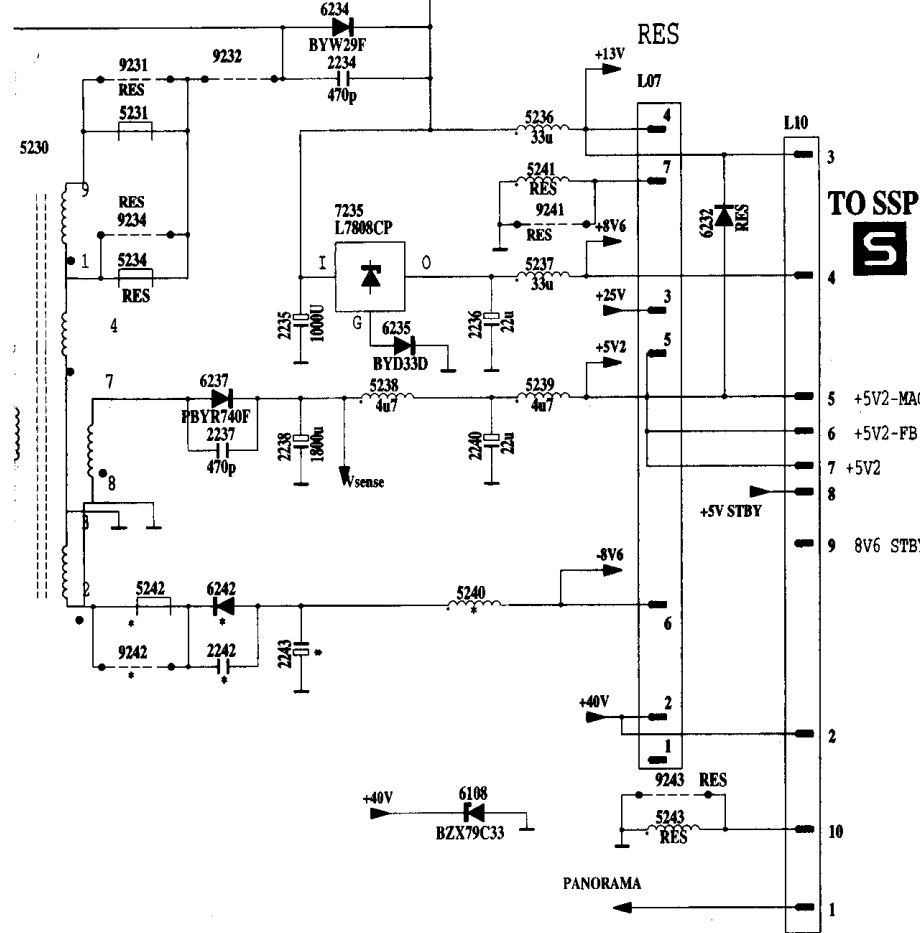 6234
BYW29F
2234
470p
9231
RES
9232
5231
5230
9
RES
9234
1
5234
RES
4
7
6237
PBYR740F
2237
470p
8
3
2
5242
*
9242
*
6242
*
2242
*
2243
*
7235
L7808CP
I
O
G
2235
1000U
6235
BYD33D
2236
22u
5238
4u7
2238
1800u
Vsense
2240
22u
5239
4u7
5240
*
RES
+13V
L07
4
5236
33u
5241
RES
9241
RES
7
+8V6
5237
33u
+25V
3
5
+5V2
6232
RES
L10
3
TO SSP
S
4
5 +5V2-MAG
6 +5V2-FB
7 +5V2
8
+5V STBY
9 8V6 STBY
-8V6
6
+40V
2
1
2
9243 RES
5243
RES
10
+40V
6108
BZX79C33
PANORAMA
1